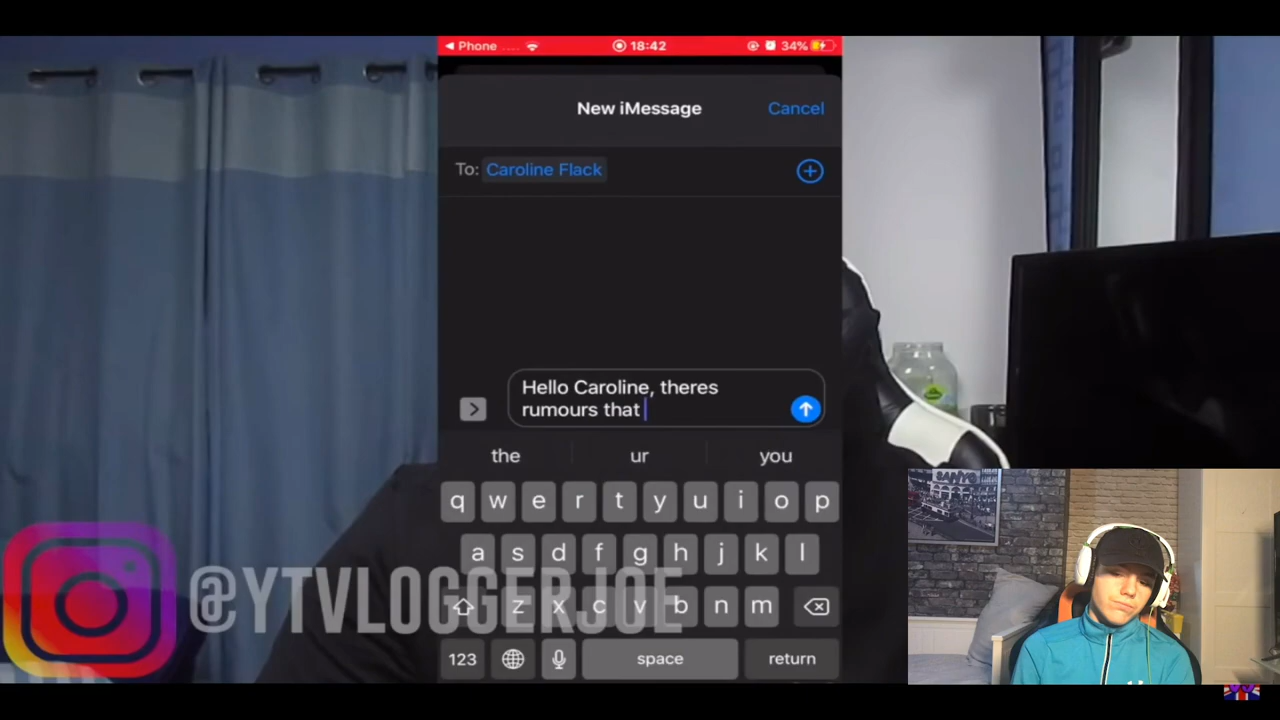 Phone
18:42
34%
New iMessage
Cancel
To: Caroline Flack
Hello Caroline, theres
rumours that
the ur you
q w e r t y u i o p
a s d f g h j k l
@YTVLOGGERJOE
z x c v b n m
123 space return